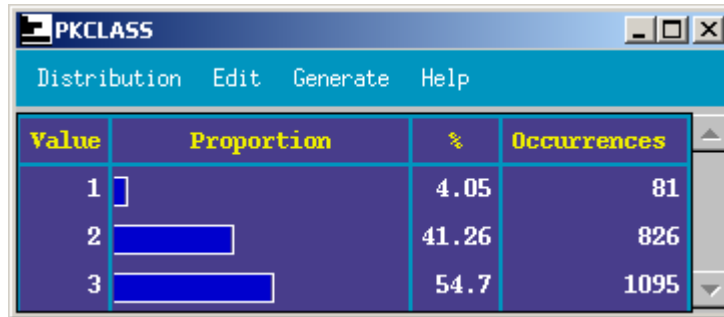 PKCLASS
Distribution Edit Generate Help
Value Proportion % Occurrences
1 4.05 81
2 41.26 826
3 54.7 1095